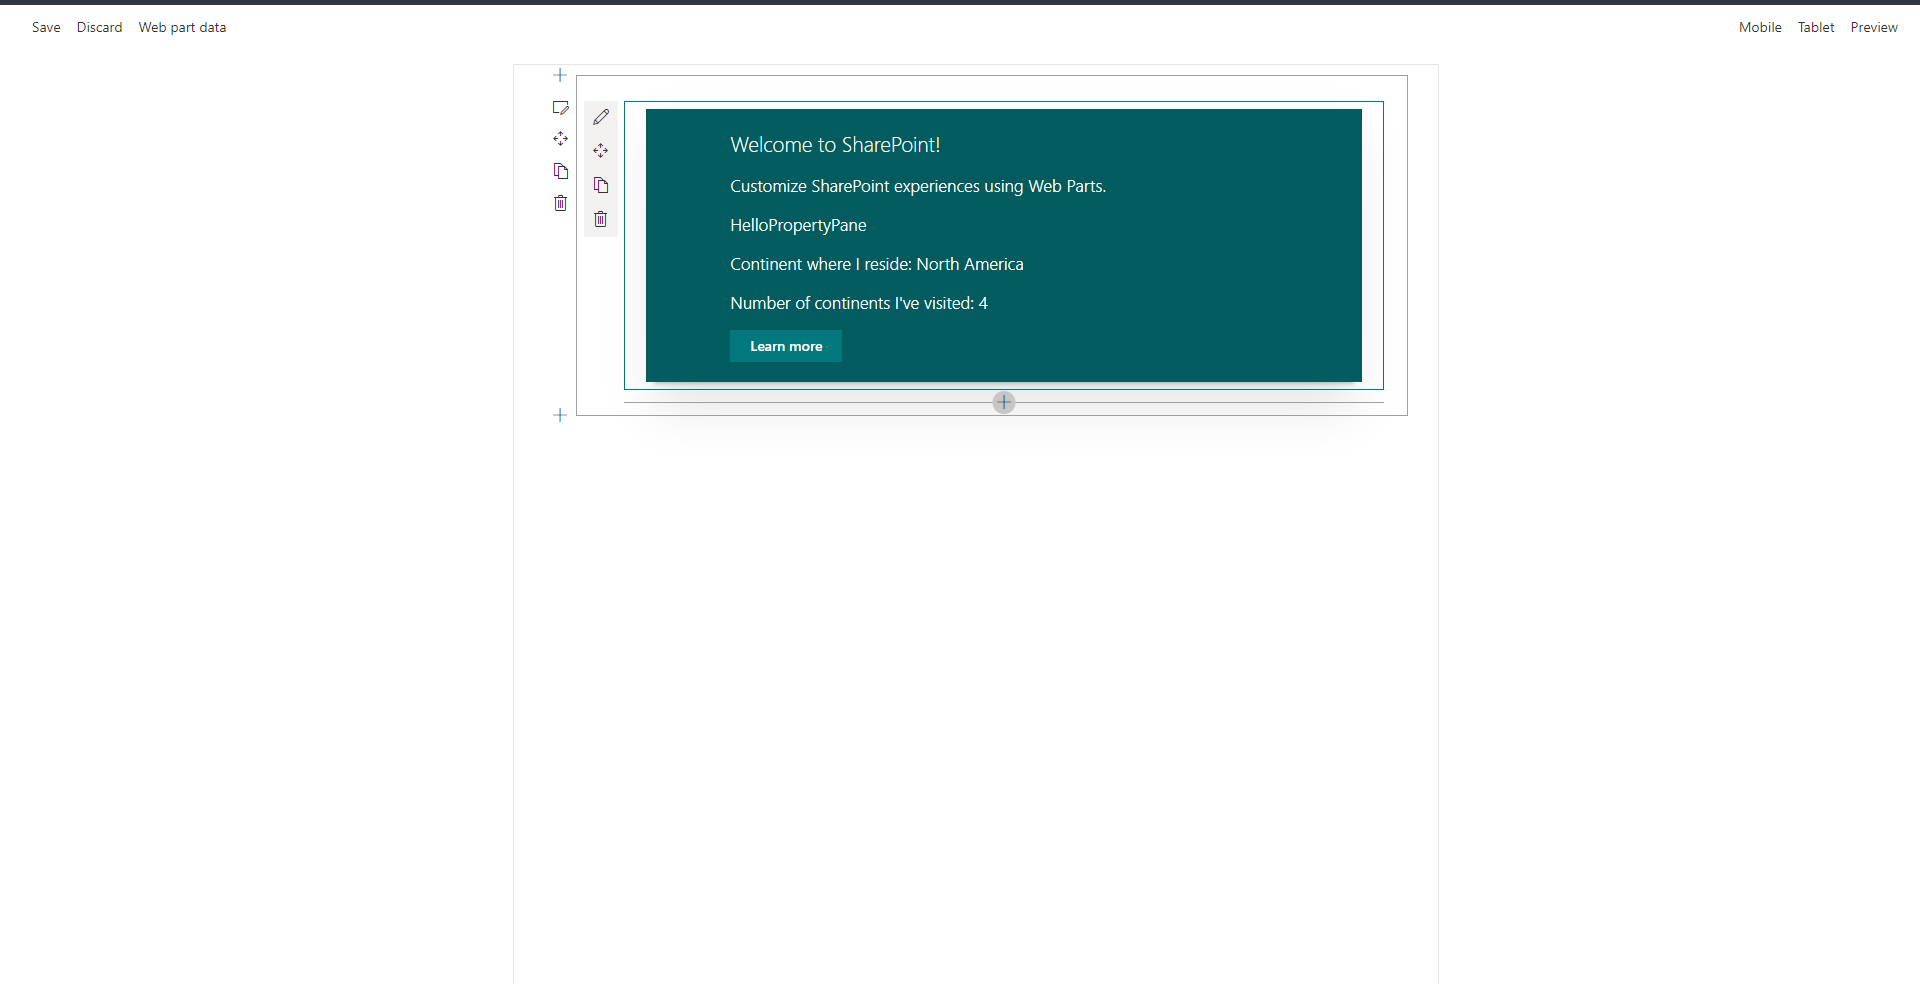 Save Discard Web part data Mobile Tablet Preview
Welcome to SharePoint!
Customize SharePoint experiences using Web Parts.
HelloPropertyPane
Continent where I reside: North America
Number of continents I've visited: 4
Learn more